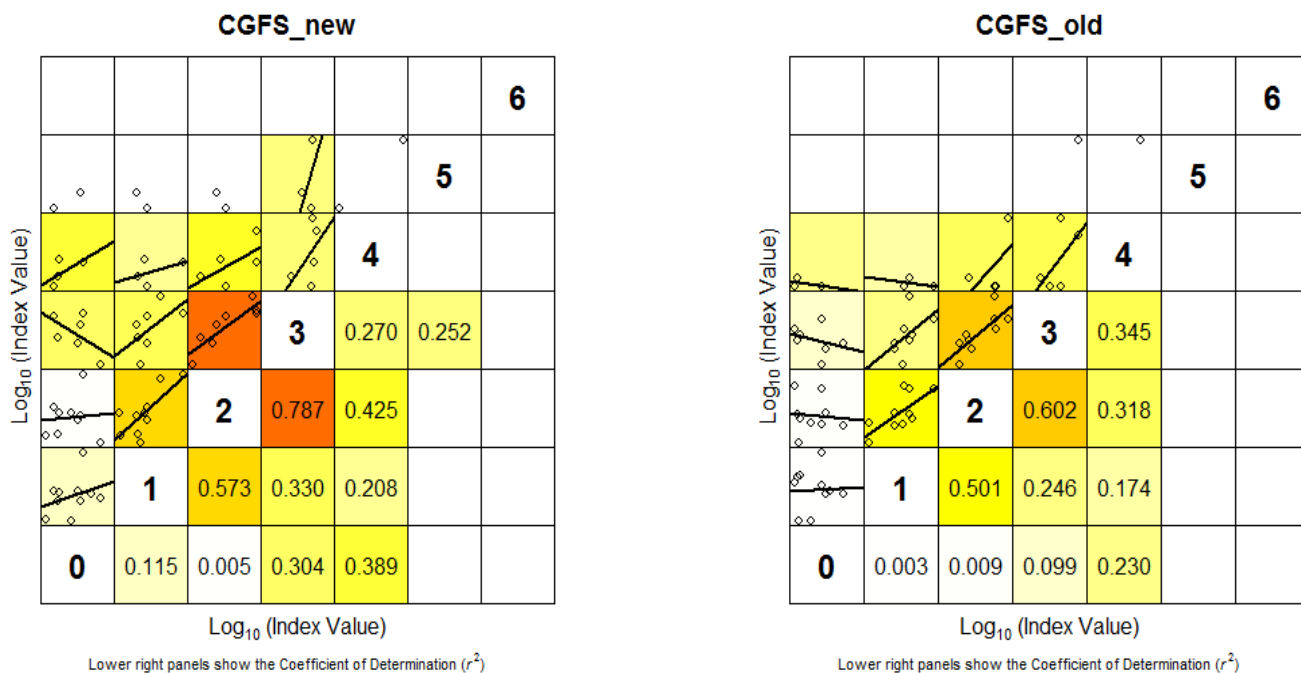 CGFS_new
6
5
4
3 0.270 0.252
2 0.787 0.425
1 0.573 0.330 0.208
0 0.115 0.005 0.304 0.389
Log10 (Index Value)
Log10 (Index Value)
Lower right panels show the Coefficient of Determination (r²)
CGFS_old
6
5
4
3 0.345
2 0.602 0.318
1 0.501 0.246 0.174
0 0.003 0.009 0.099 0.230
Log10 (Index Value)
Log10 (Index Value)
Lower right panels show the Coefficient of Determination (r²)